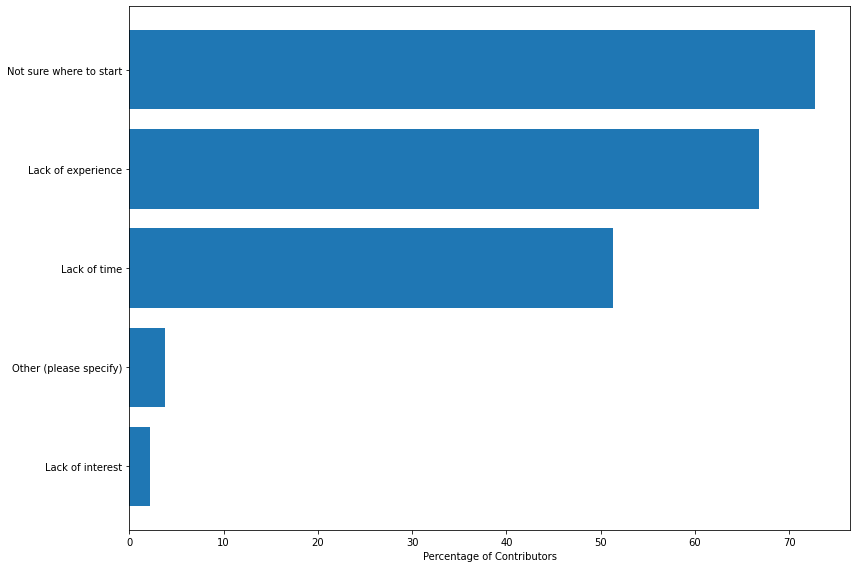 Not sure where to start
Lack of experience
Lack of time
Other (please specify)
Lack of interest
0 10 20 30 40 50 60 70
Percentage of Contributors